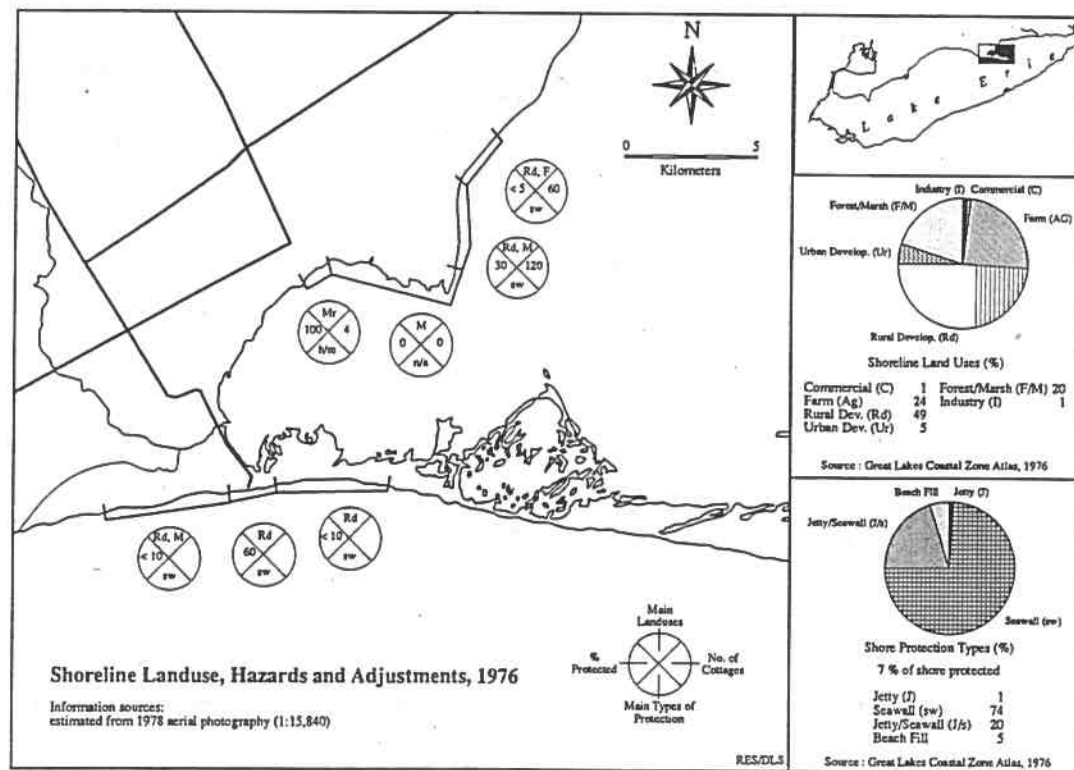 N
0 5
Kilometers
Rd, F
< 5 60
sw
Rd, M
30 120
sw
Mr
100 4
h/m
M
0 0
n/a
Rd, M
< 10
sw
Rd
60
sw
Rd
< 10
sw
Main
Landuses
%
Protected
No. of
Cottages
Main Types of
Protection
Shoreline Landuse, Hazards and Adjustments, 1976
Information sources:
estimated from 1978 aerial photography (1:15,840)
RES/DLS
Lake Erie
Industry (I) Commercial (C)
Forest/Marsh (F/M)
Farm (AG)
Urban Develop. (Ur)
Rural Develop. (Rd)
Shoreline Land Uses (%)
Commercial (C) 1 Forest/Marsh (F/M) 20
Farm (Ag) 24 Industry (I) 1
Rural Dev. (Rd) 49
Urban Dev. (Ur) 5
Source : Great Lakes Coastal Zone Atlas, 1976
Beach Fill Jetty (J)
Jetty/Seawall (J/s)
Seawall (sw)
Shore Protection Types (%)
7 % of shore protected
Jetty (J) 1
Seawall (sw) 74
Jetty/Seawall (J/s) 20
Beach Fill 5
Source : Great Lakes Coastal Zone Atlas, 1976